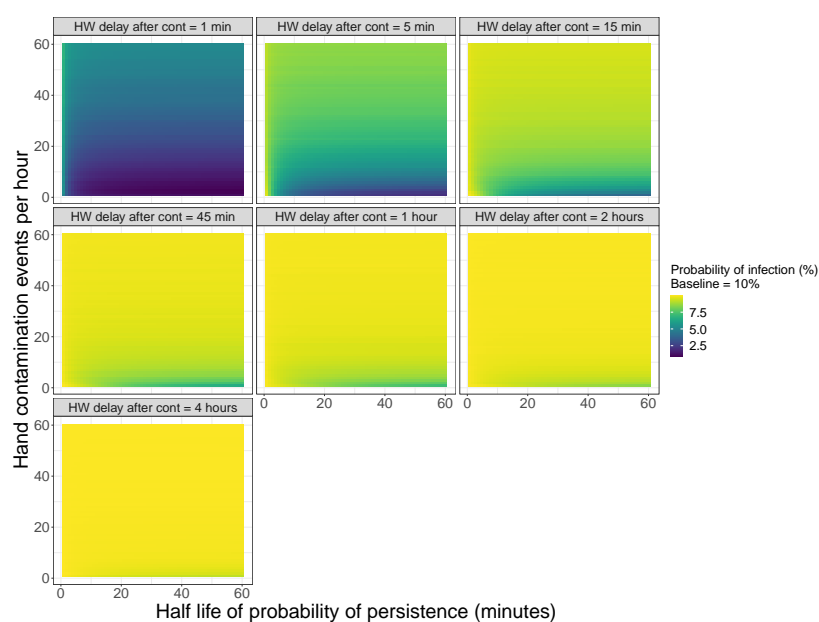 HW delay after cont = 1 min
HW delay after cont = 5 min
HW delay after cont = 15 min
60
40
20
0
HW delay after cont = 45 min
HW delay after cont = 1 hour
HW delay after cont = 2 hours
60
40
20
0
0 20 40 60
0 20 40 60
HW delay after cont = 4 hours
60
40
20
0
0 20 40 60
Hand contamination events per hour
Half life of probability of persistence (minutes)
Probability of infection (%)
Baseline = 10%
7.5
5.0
2.5